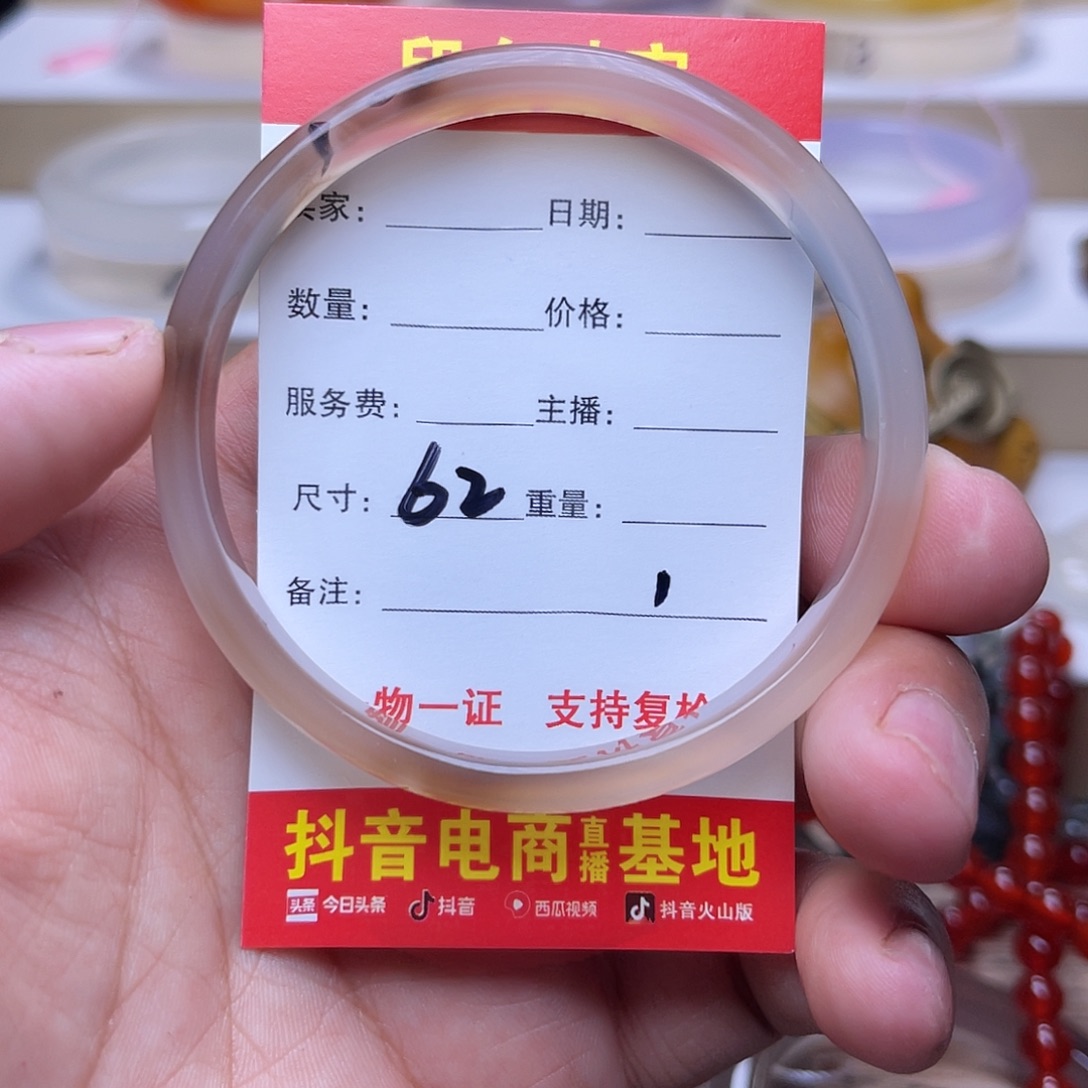 家： 日期：
数量： 价格：
服务费： 主播：
尺寸：62 重量：
备注： 1
物一证 支持复检
抖音电商直播基地
头条 今日头条 抖音 西瓜视频 抖音火山版